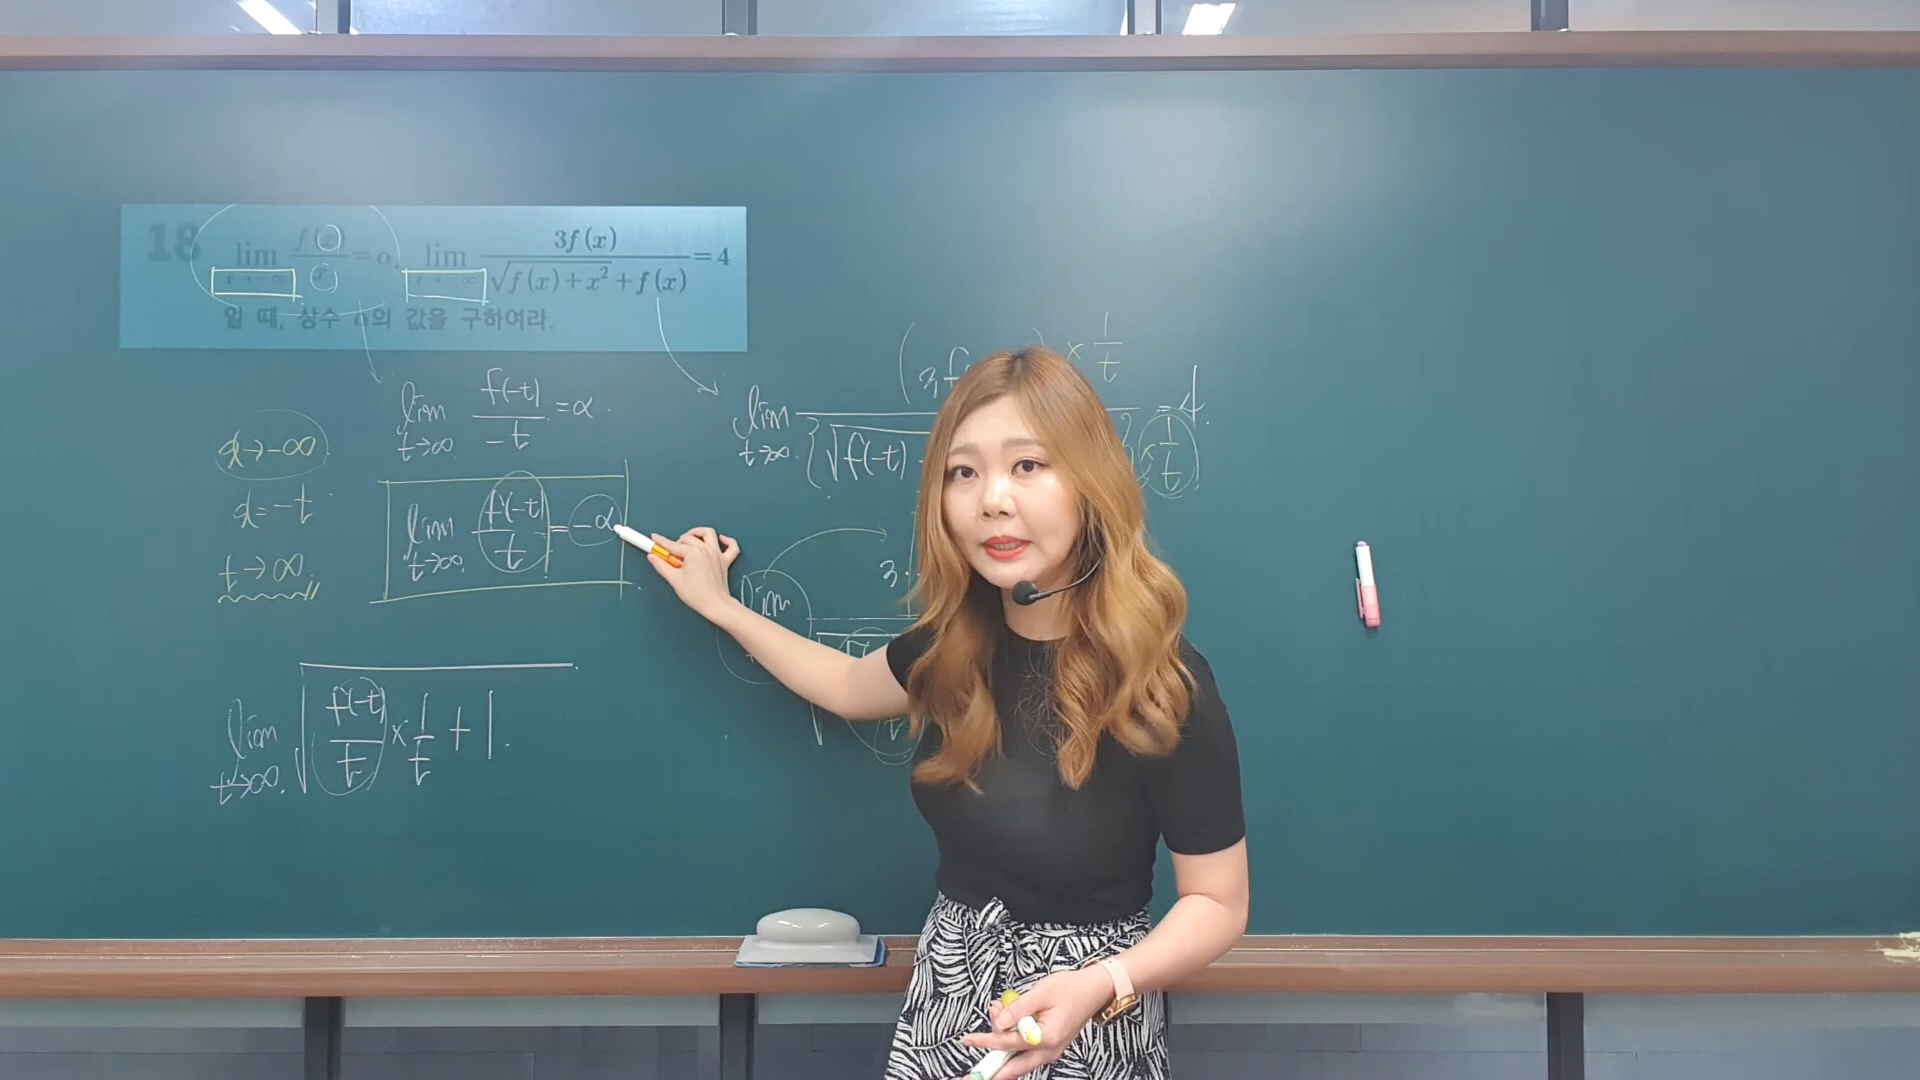 18 lim x→-∞ f(x)/x = α, lim x→-∞ 3f(x)/(√(f(x)+x²)+f(x)) = 4
일 때, 상수 α의 값을 구하여라.
x→-∞
x=-t
t→∞
lim t→∞ f(-t)/-t = α
lim t→∞ f(-t)/t = -α
lim t→∞ √(f(-t)/t × 1/t + 1)
lim t→∞ (3f × 1/t
{√f(-t)
× 1/t = 4
lim
3